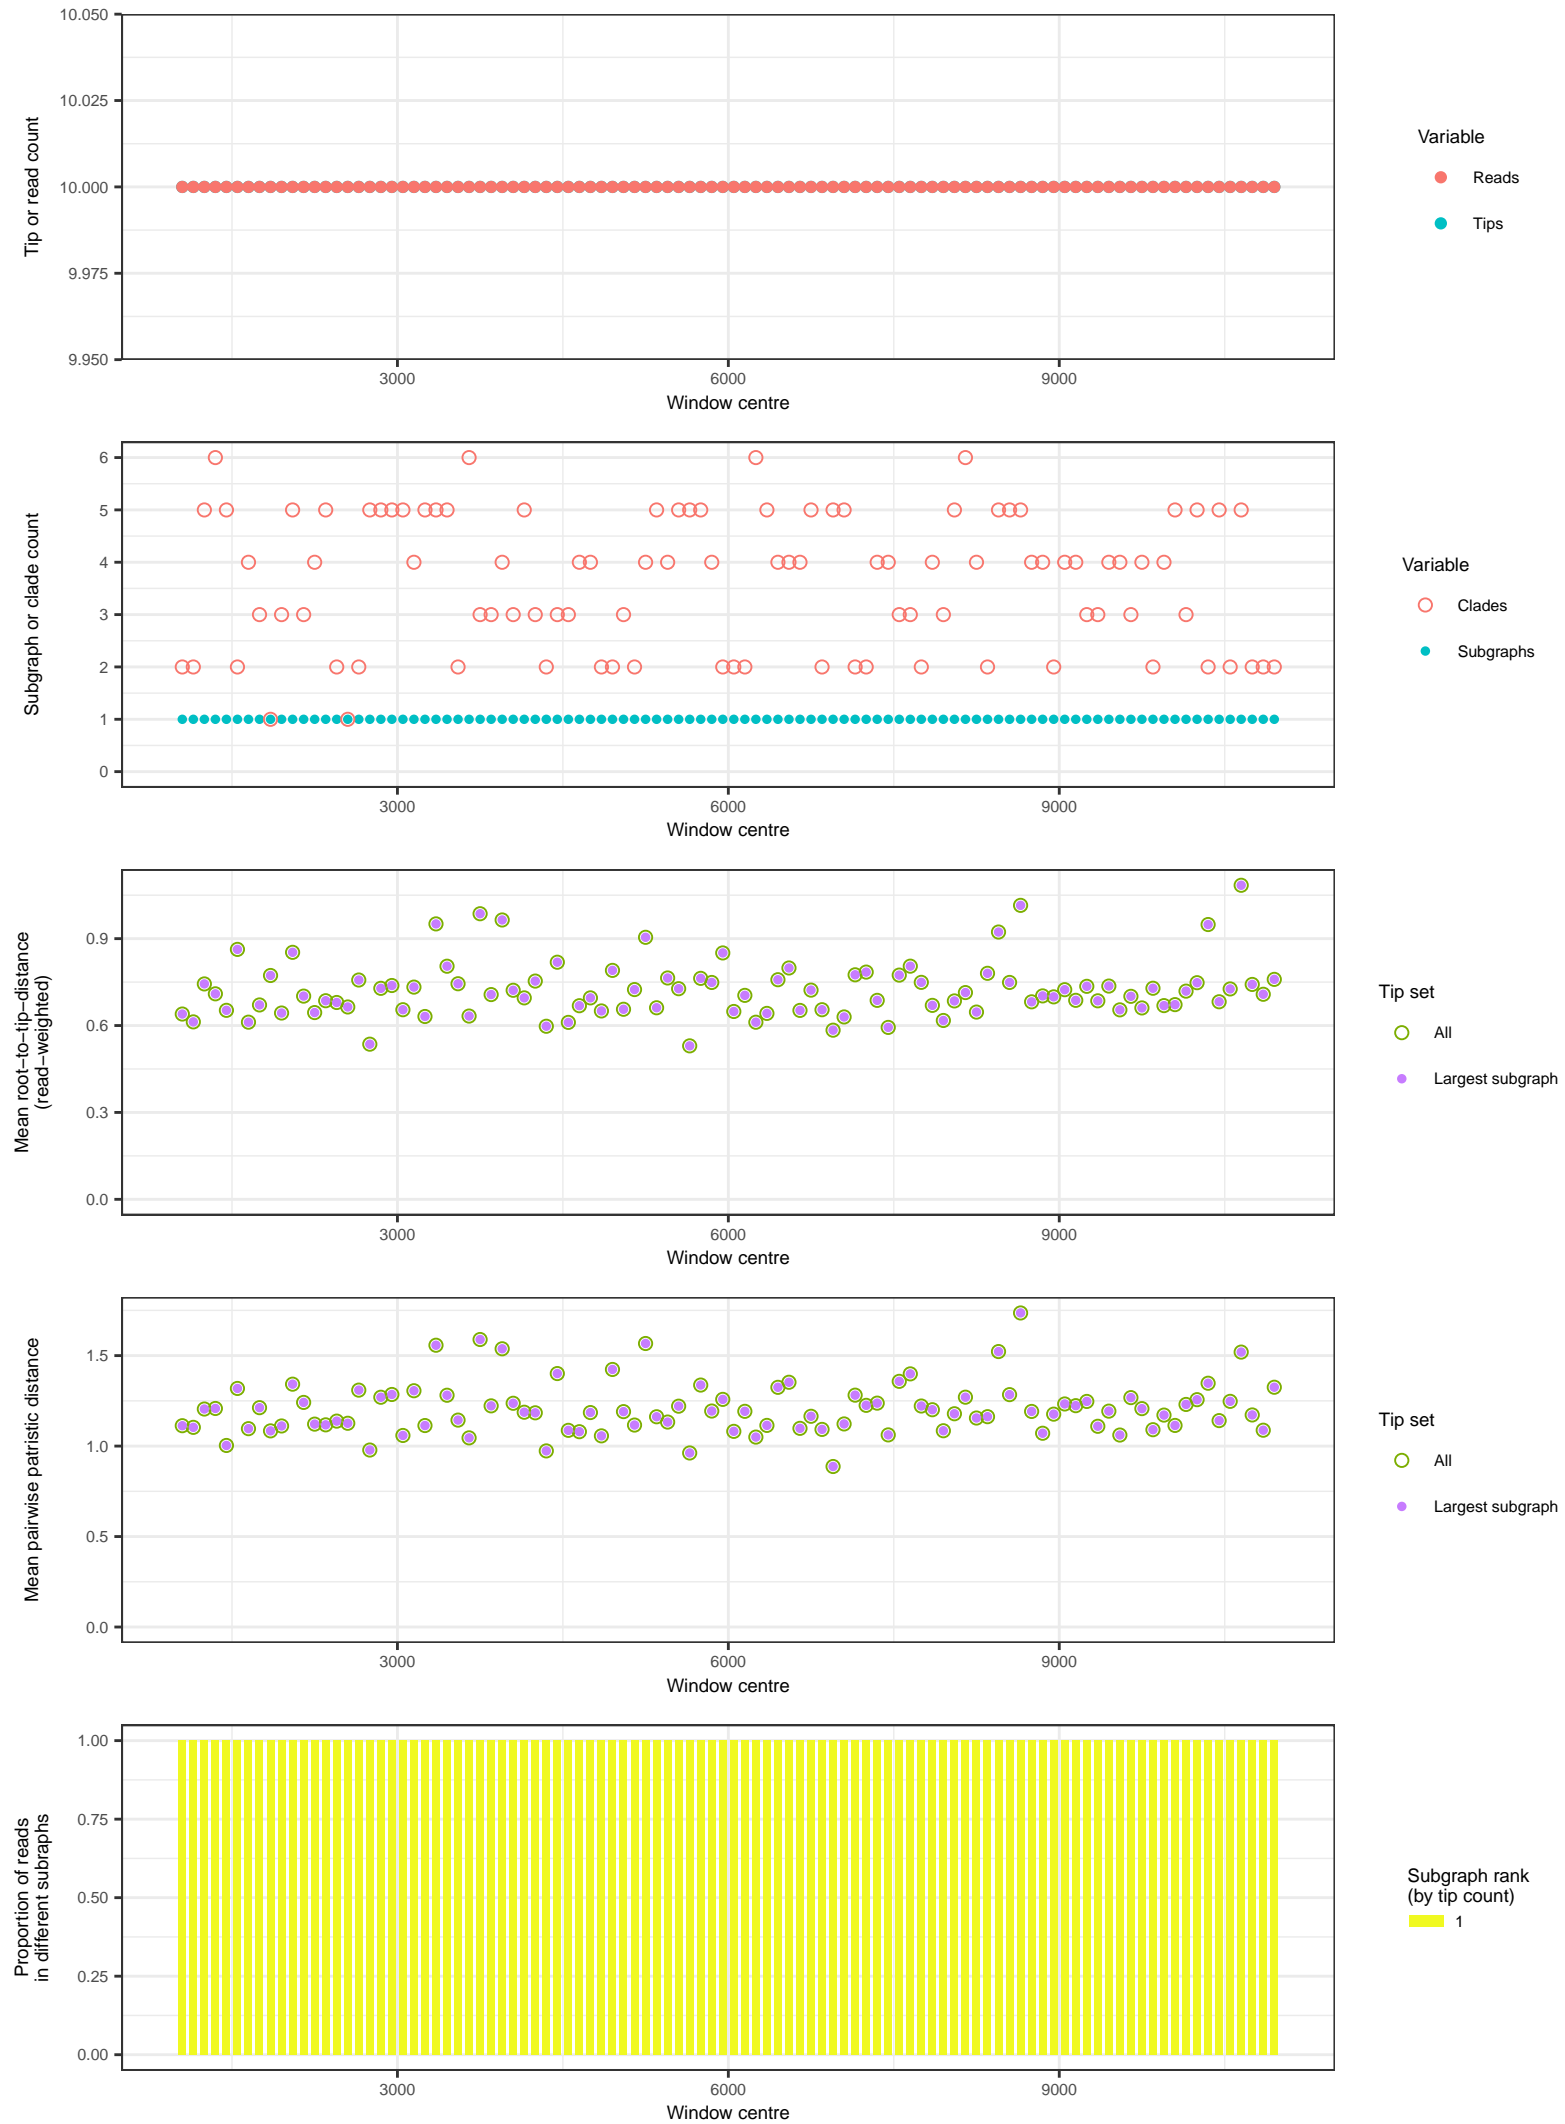 10.050
10.025
10.000
9.975
9.950
Tip or read count
3000
6000
9000
Window centre
Variable
Reads
Tips
6
5
4
3
2
1
0
Subgraph or clade count
3000
6000
9000
Window centre
Variable
Clades
Subgraphs
0.9
0.6
0.3
0.0
Mean root−to−tip−distance
(read−weighted)
3000
6000
9000
Window centre
Tip set
All
Largest subgraph
1.5
1.0
0.5
0.0
Mean pairwise patristic distance
3000
6000
9000
Window centre
Tip set
All
Largest subgraph
1.00
0.75
0.50
0.25
0.00
Proportion of reads
in different subraphs
3000
6000
9000
Window centre
Subgraph rank
(by tip count)
1